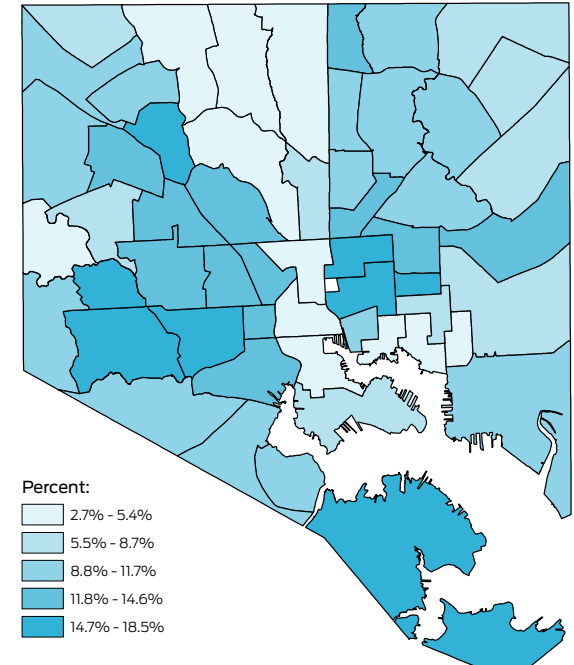 Percent:
2.7% - 5.4%
5.5% - 8.7%
8.8% - 11.7%
11.8% - 14.6%
14.7% - 18.5%